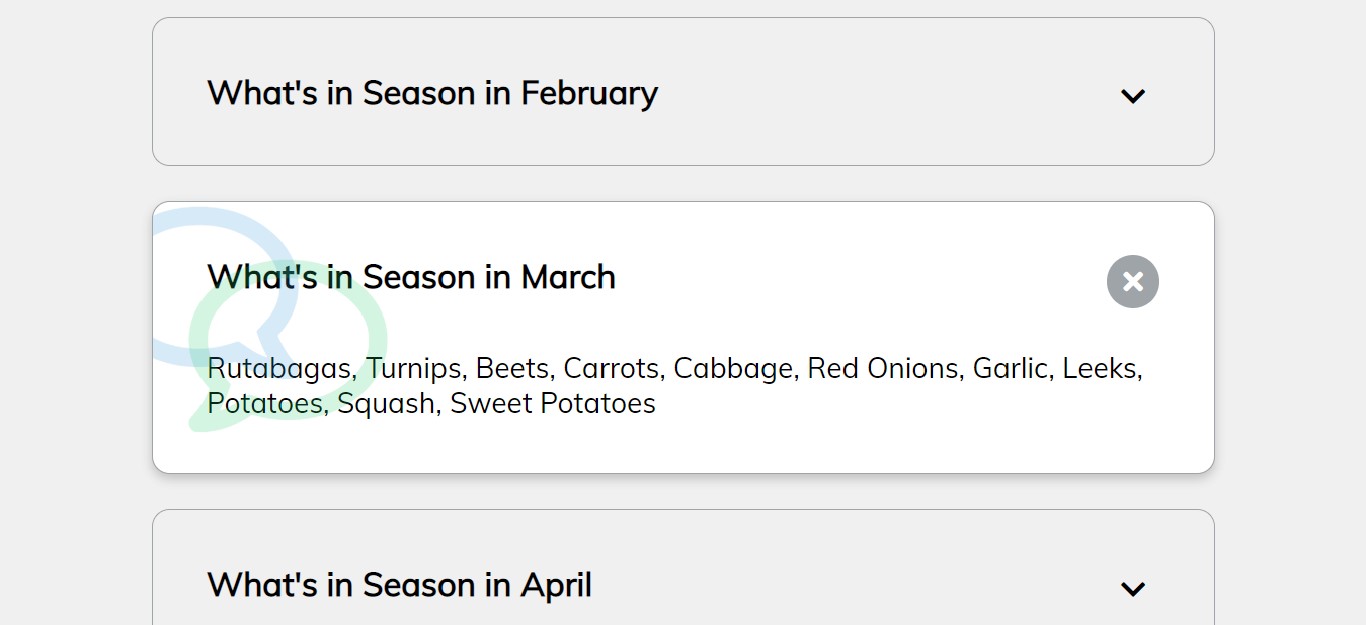 What's in Season in February
What's in Season in March
Rutabagas, Turnips, Beets, Carrots, Cabbage, Red Onions, Garlic, Leeks,
Potatoes, Squash, Sweet Potatoes
What's in Season in April